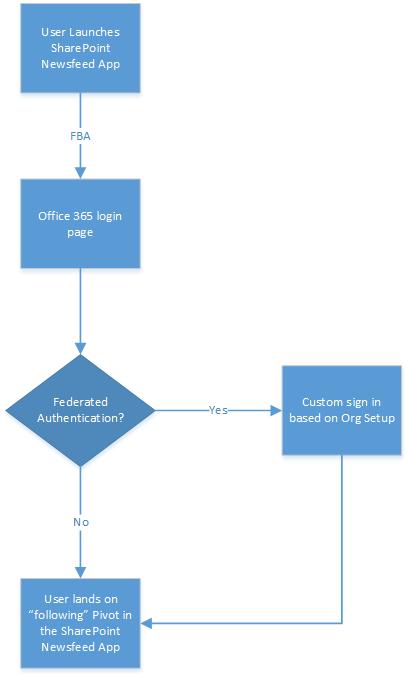 User Launches
SharePoint
Newsfeed App
FBA
Office 365 login
page
Federated
Authentication?
Yes
Custom sign in
based on Org Setup
No
User lands on
“following” Pivot in
the SharePoint
Newsfeed App